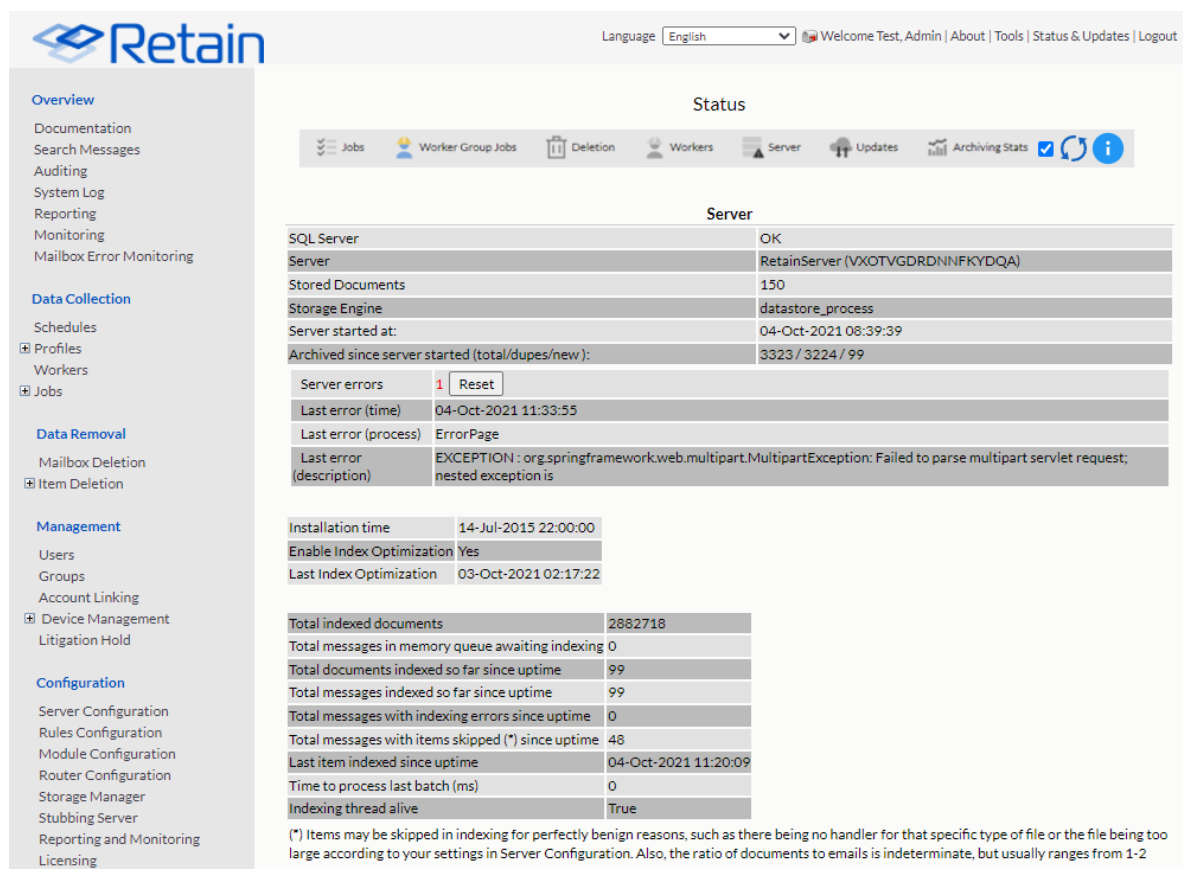 Retain
Language English Welcome Test, Admin | About | Tools | Status & Updates | Logout
Overview
Documentation
Search Messages
Auditing
System Log
Reporting
Monitoring
Mailbox Error Monitoring
Data Collection
Schedules
Profiles
Workers
Jobs
Data Removal
Mailbox Deletion
Item Deletion
Management
Users
Groups
Account Linking
Device Management
Litigation Hold
Configuration
Server Configuration
Rules Configuration
Module Configuration
Router Configuration
Storage Manager
Stubbing Server
Reporting and Monitoring
Licensing
Status
Jobs Worker Group Jobs Deletion Workers Server Updates Archiving Stats i
Server
SQL Server OK
Server RetainServer (VXOTVGDRDNNFKYDQA)
Stored Documents 150
Storage Engine datastore_process
Server started at: 04-Oct-2021 08:39:39
Archived since server started (total/dupes/new ): 3323 / 3224 / 99
Server errors 1 Reset
Last error (time) 04-Oct-2021 11:33:55
Last error (process) ErrorPage
Last error (description) EXCEPTION : org.springframework.web.multipart.MultipartException: Failed to parse multipart servlet request;
nested exception is
Installation time 14-Jul-2015 22:00:00
Enable Index Optimization Yes
Last Index Optimization 03-Oct-2021 02:17:22
Total indexed documents 2882718
Total messages in memory queue awaiting indexing 0
Total documents indexed so far since uptime 99
Total messages indexed so far since uptime 99
Total messages with indexing errors since uptime 0
Total messages with items skipped (*) since uptime 48
Last item indexed since uptime 04-Oct-2021 11:20:09
Time to process last batch (ms) 0
Indexing thread alive True
(*) Items may be skipped in indexing for perfectly benign reasons, such as there being no handler for that specific type of file or the file being too
large according to your settings in Server Configuration. Also, the ratio of documents to emails is indeterminate, but usually ranges from 1-2